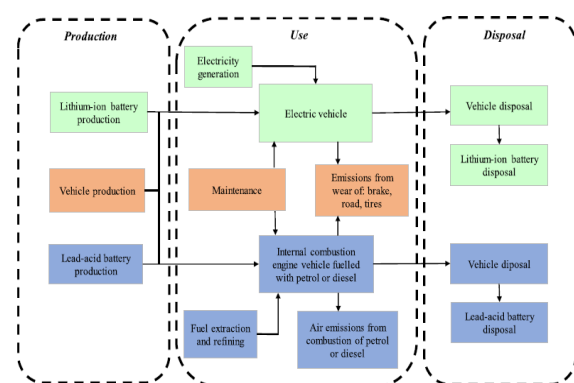 Production
Use
Disposal
Electricity
generation
Lithium-ion battery
production
Electric vehicle
Vehicle disposal
Lithium-ion battery
disposal
Vehicle production
Maintenance
Emissions from
wear of: brake,
road, tires
Lead-acid battery
production
Internal combustion
engine vehicle fuelled
with petrol or diesel
Vehicle diposal
Fuel extraction
and refining
Air emissions from
combustion of petrol
or diesel
Lead-acid battery
disposal